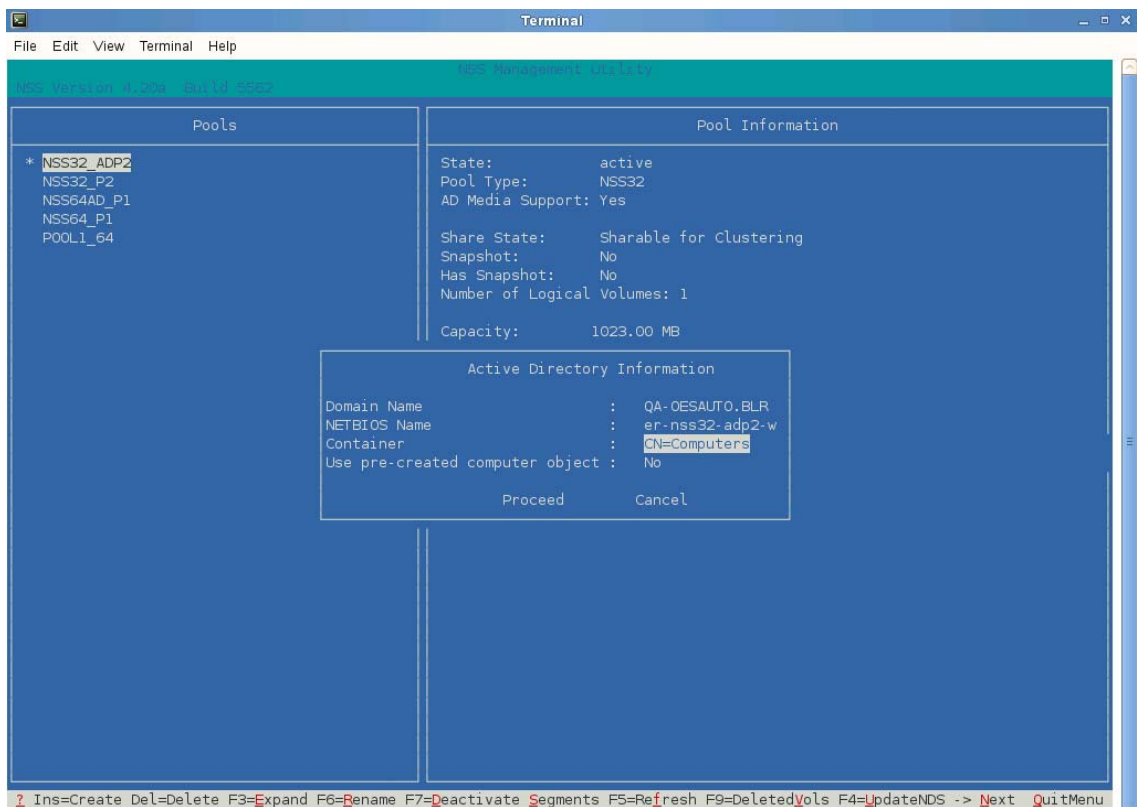 Terminal
File Edit View Terminal Help
NSS Management Utility
NSS Version 4.20a Build 5562
Pools
* NSS32_ADP2
NSS32_P2
NSS64AD_P1
NSS64_P1
POOL1_64
Pool Information
State: active
Pool Type: NSS32
AD Media Support: Yes
Share State: Sharable for Clustering
Snapshot: No
Has Snapshot: No
Number of Logical Volumes: 1
Capacity: 1023.00 MB
Active Directory Information
Domain Name : QA-OESAUTO.BLR
NETBIOS Name : er-nss32-adp2-w
Container : CN=Computers
Use pre-created computer object : No
Proceed Cancel
? Ins=Create Del=Delete F3=Expand F6=Rename F7=Deactivate Segments F5=Refresh F9=DeletedVols F4=UpdateNDS -> Next QuitMenu